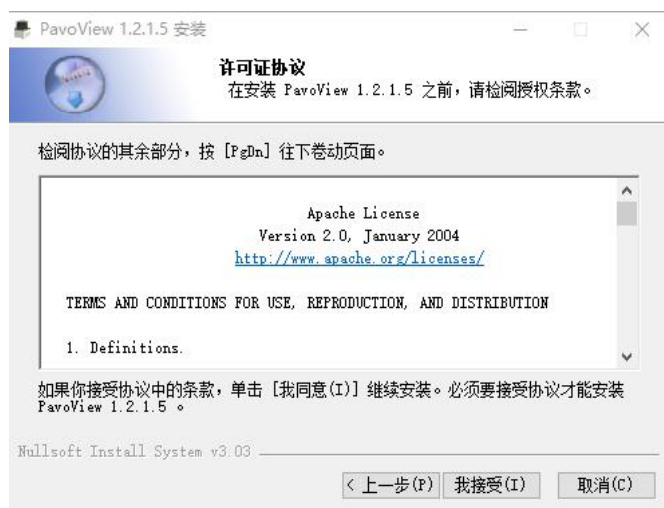 PavoView 1.2.1.5 安装
许可证协议
在安装 PavoView 1.2.1.5 之前，请检阅授权条款。
检阅协议的其余部分，按 [PgDn] 往下卷动页面。
Apache License
Version 2.0, January 2004
http://www.apache.org/licenses/
TERMS AND CONDITIONS FOR USE, REPRODUCTION, AND DISTRIBUTION
1. Definitions.
如果你接受协议中的条款，单击 [我同意(I)] 继续安装。必须要接受协议才能安装
PavoView 1.2.1.5 。
Nullsoft Install System v3.03
< 上一步(P) 我接受(I) 取消(C)